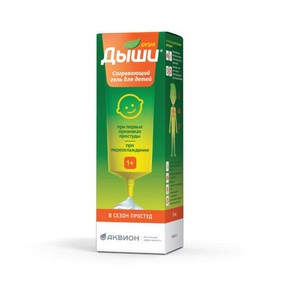 Дыши
Согревающий
гель для детей
при первых
признаках
простуды
при
переохлаждении
1+
В СЕЗОН ПРОСТУД
АКВИОН